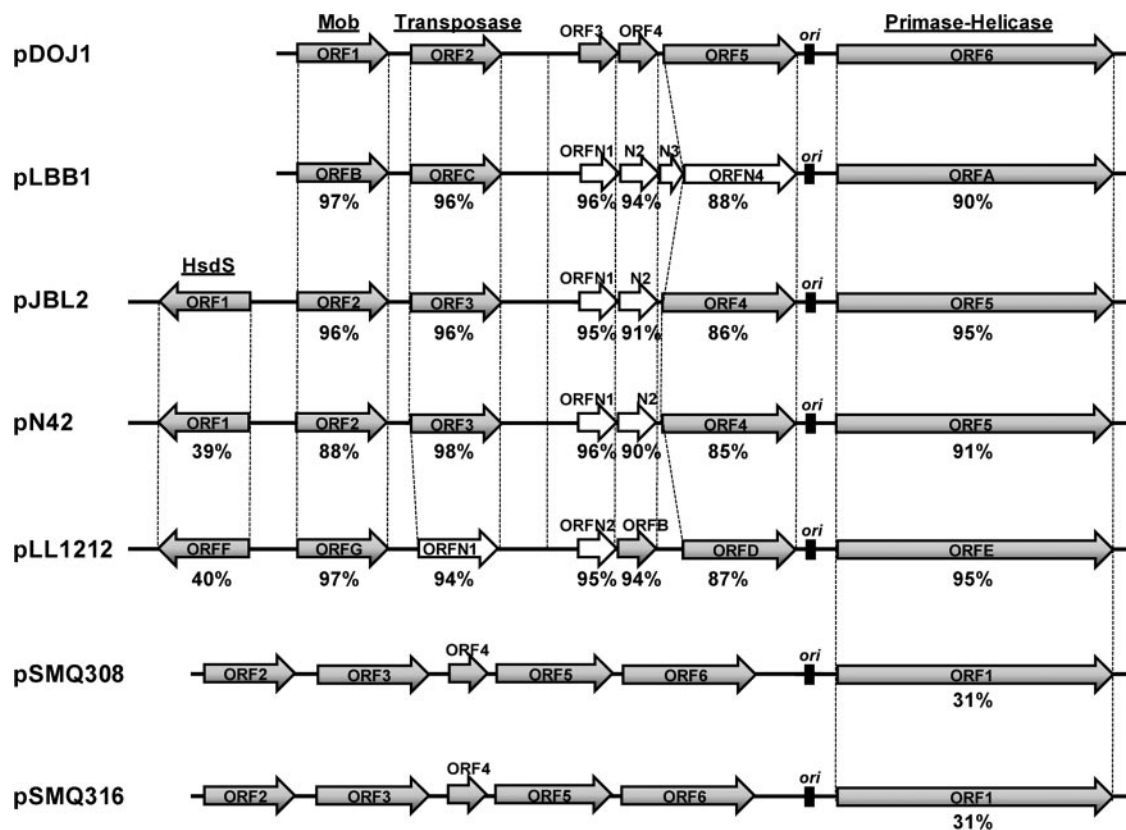 Mob Transposase Primase-Helicase
ORF3 ORF4 ori
pDOJ1 ORF1 ORF2 ORF5 ORF6
ORFN1 N2 N3 ori
pLBB1 ORFB ORFC ORFN4 ORFA
97% 96% 96% 94% 88% 90%
HsdS
ORFN1 N2 ori
pJBL2 ORF1 ORF2 ORF3 ORF4 ORF5
96% 96% 95% 91% 86% 95%
ORFN1 N2 ori
pN42 ORF1 ORF2 ORF3 ORF4 ORF5
39% 88% 98% 96% 90% 85% 91%
ORFN2 ORFB ori
pLL1212 ORFF ORFG ORFN1 ORFD ORFE
40% 97% 94% 95% 94% 87% 95%
ORF4 ori
pSMQ308 ORF2 ORF3 ORF5 ORF6 ORF1
31%
ORF4 ori
pSMQ316 ORF2 ORF3 ORF5 ORF6 ORF1
31%